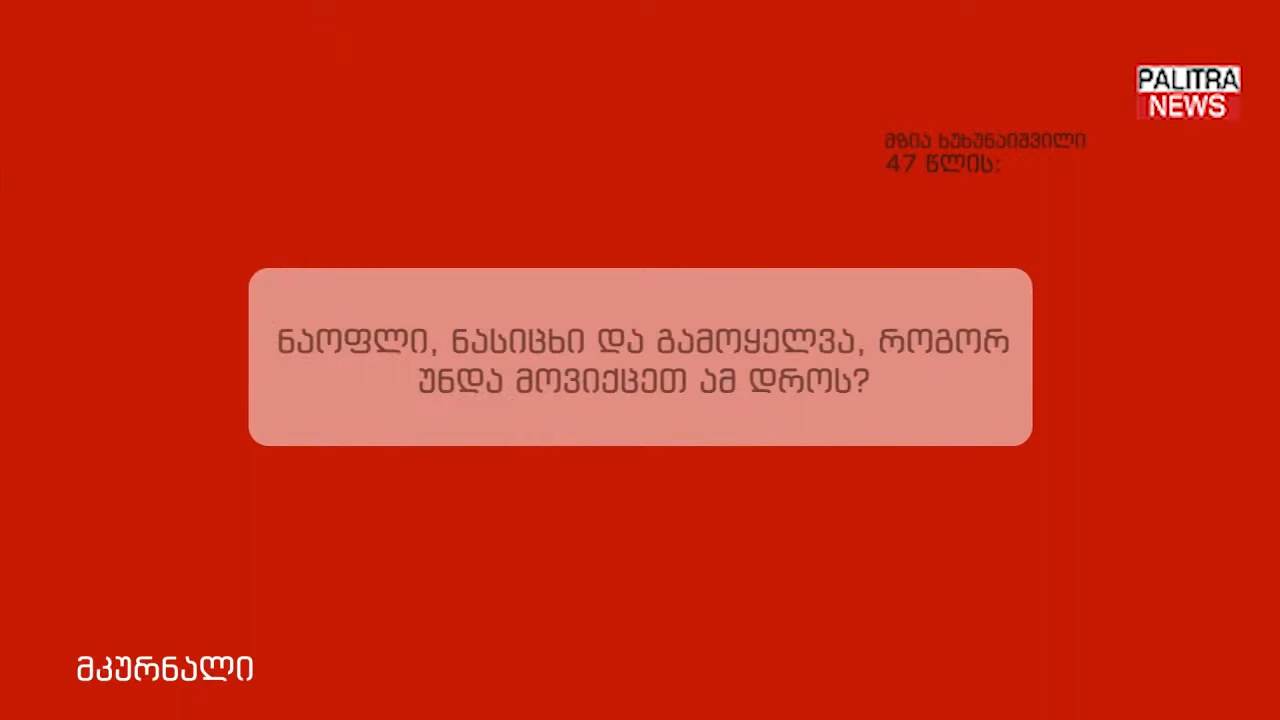 PALITRA
NEWS
მზია ხუხუნაიშვილი
47 წლის:
ნაოფლი, ნასიცხი და გამოყელვა, როგორ
უნდა მოვიქცეთ ამ დროს?
მკურნალი